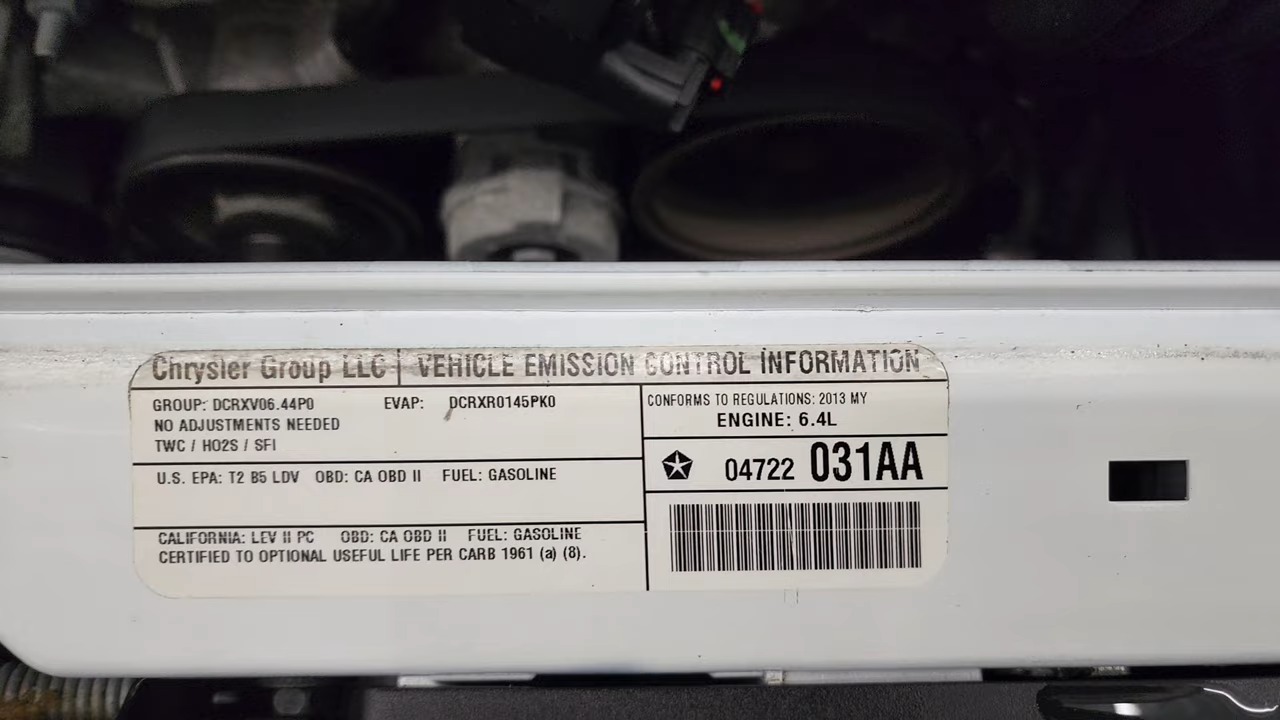 Chrysler Group LLC | VEHICLE EMISSION CONTROL INFORMATION
GROUP: DCRXV06.44P0 EVAP: DCRXR0145PK0
NO ADJUSTMENTS NEEDED
TWC / HO2S / SFI
CONFORMS TO REGULATIONS: 2013 MY
ENGINE: 6.4L
04722 031AA
U.S. EPA: T2 B5 LDV OBD: CA OBD II FUEL: GASOLINE
CALIFORNIA: LEV II PC OBD: CA OBD II FUEL: GASOLINE
CERTIFIED TO OPTIONAL USEFUL LIFE PER CARB 1961 (a) (8).